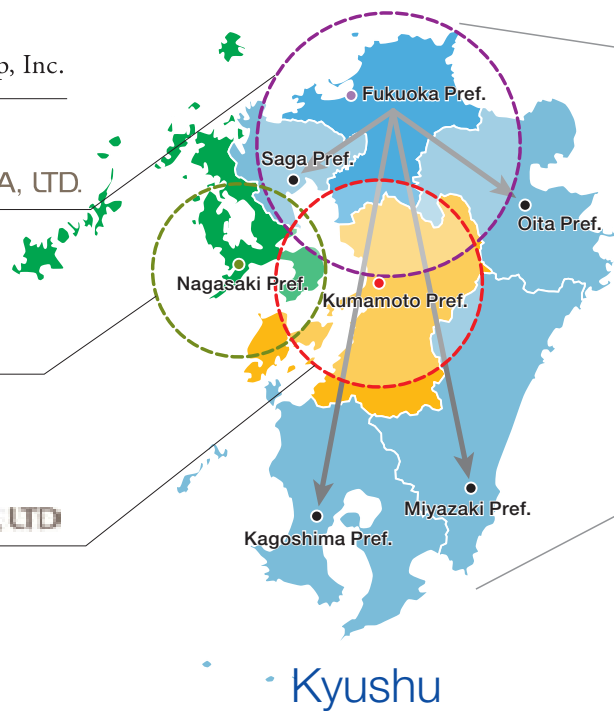 p, Inc.
Fukuoka Pref.
Saga Pref.
A, LTD.
Oita Pref.
Nagasaki Pref.
Kumamoto Pref.
Miyazaki Pref.
LTD
Kagoshima Pref.
Kyushu